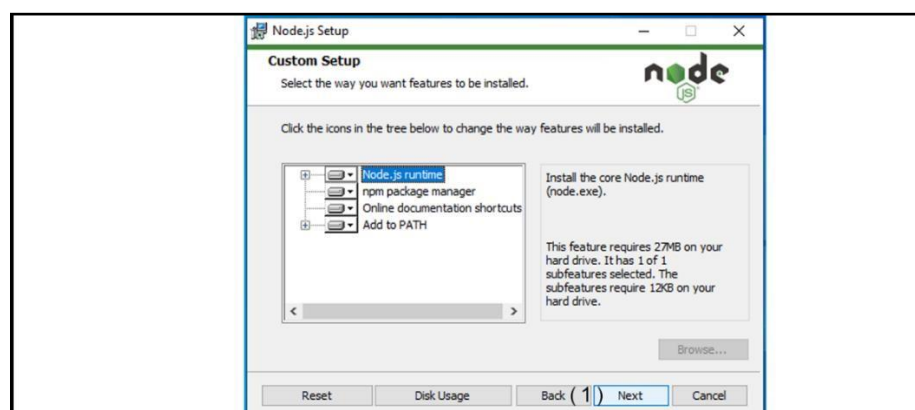 Node.js Setup
Custom Setup
Select the way you want features to be installed.
node
JS
Click the icons in the tree below to change the way features will be installed.
Node.js runtime
npm package manager
Online documentation shortcuts
Add to PATH
Install the core Node.js runtime
(node.exe).
This feature requires 27MB on your
hard drive. It has 1 of 1
subfeatures selected. The
subfeatures require 12KB on your
hard drive.
Browse...
Reset Disk Usage Back (1) Next Cancel